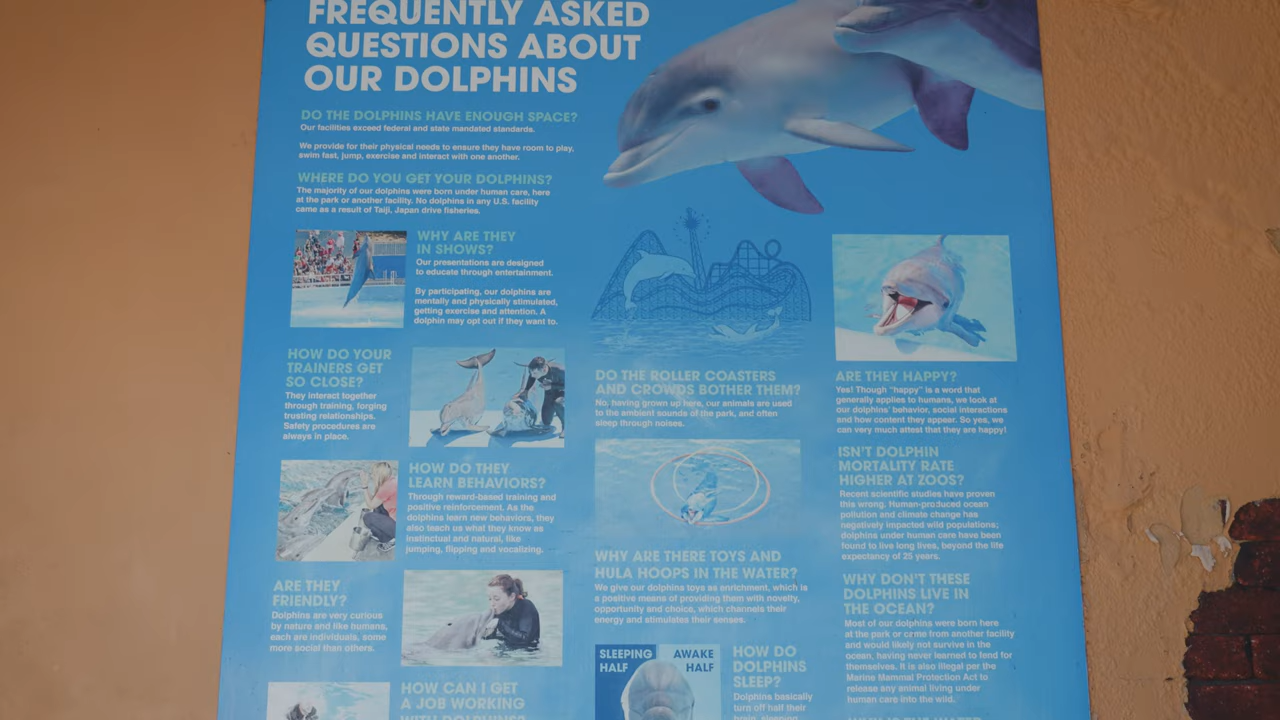 FREQUENTLY ASKED
QUESTIONS ABOUT
OUR DOLPHINS
DO THE DOLPHINS HAVE ENOUGH SPACE?
Our facilities exceed federal and state mandated standards.
We provide for their physical needs to ensure they have room to play,
swim fast, jump, exercise and interact with one another.
WHERE DO YOU GET YOUR DOLPHINS?
The majority of our dolphins were born under human care, here
at the park or another facility. No dolphins in any U.S. facility
came as a result of Taiji, Japan drive fisheries.
WHY ARE THEY
IN SHOWS?
Our presentations are designed
to educate through entertainment.
By participating, our dolphins are
mentally and physically stimulated,
getting exercise and attention. A
dolphin may opt out if they want to.
HOW DO YOUR
TRAINERS GET
SO CLOSE?
They interact together
through training, forging
trusting relationships.
Safety procedures are
always in place.
HOW DO THEY
LEARN BEHAVIORS?
Through reward-based training and
positive reinforcement. As the
dolphins learn new behaviors, they
also teach us what they know as
instinctual and natural, like
jumping, flipping and vocalizing.
ARE THEY
FRIENDLY?
Dolphins are very curious
by nature and like humans,
each are individuals, some
more social than others.
HOW CAN I GET
A JOB WORKING
WITH DOLPHINS?
DO THE ROLLER COASTERS
AND CROWDS BOTHER THEM?
No, having grown up here, our animals are used
to the ambient sounds of the park, and often
sleep through noises.
WHY ARE THERE TOYS AND
HULA HOOPS IN THE WATER?
We give our dolphins toys as enrichment, which is
a positive means of providing them with novelty,
opportunity and choice, which channels their
energy and stimulates their senses.
SLEEPING
HALF
AWAKE
HALF
HOW DO
DOLPHINS
SLEEP?
Dolphins basically
turn off half their
brain, sleeping
ARE THEY HAPPY?
Yes! Though "happy" is a word that
generally applies to humans, we look at
our dolphins' behavior, social interactions
and how content they appear. So yes, we
can very much attest that they are happy!
ISN'T DOLPHIN
MORTALITY RATE
HIGHER AT ZOOS?
Recent scientific studies have proven
this wrong. Human-produced ocean
pollution and climate change has
negatively impacted wild populations;
dolphins under human care have been
found to live long lives, beyond the life
expectancy of 25 years.
WHY DON'T THESE
DOLPHINS LIVE IN
THE OCEAN?
Most of our dolphins were born here
at the park or came from another facility
and would likely not survive in the
ocean, having never learned to fend for
themselves. It is also illegal per the
Marine Mammal Protection Act to
release any animal living under
human care into the wild.